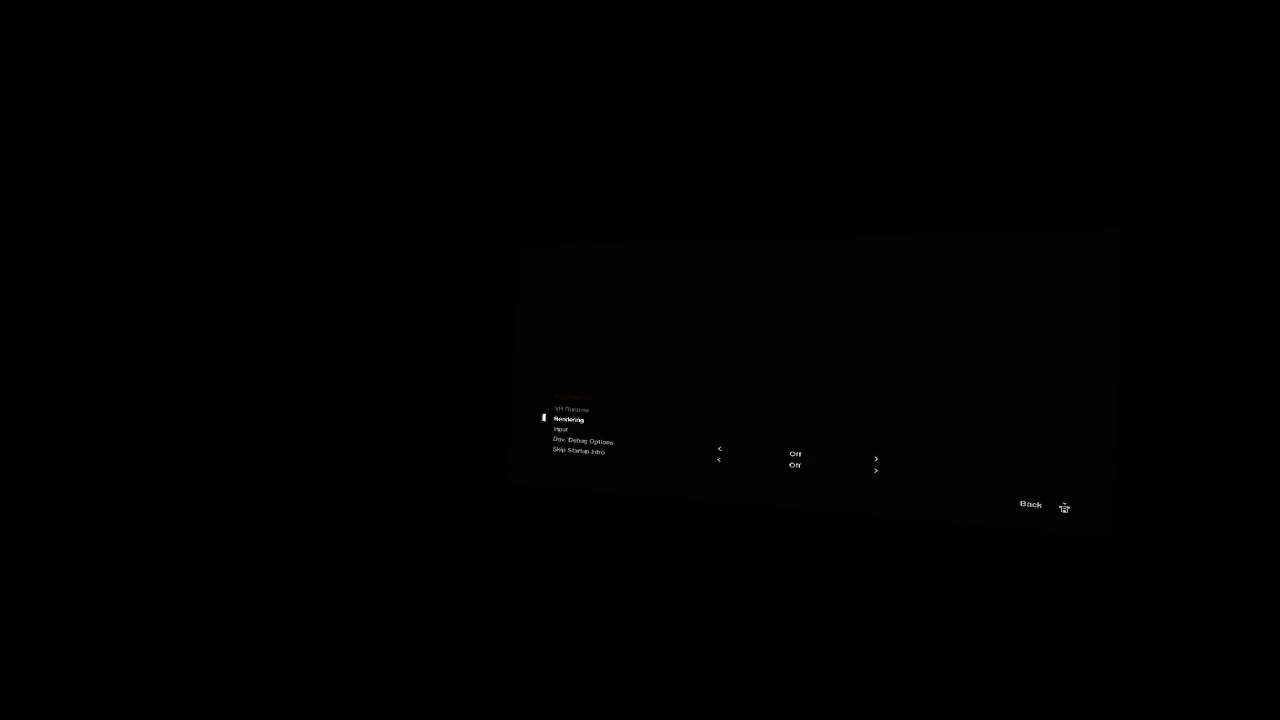 VR Runtime
Rendering
Input
Dev. Debug Options < Off >
Skip Startup Intro < Off >
Back